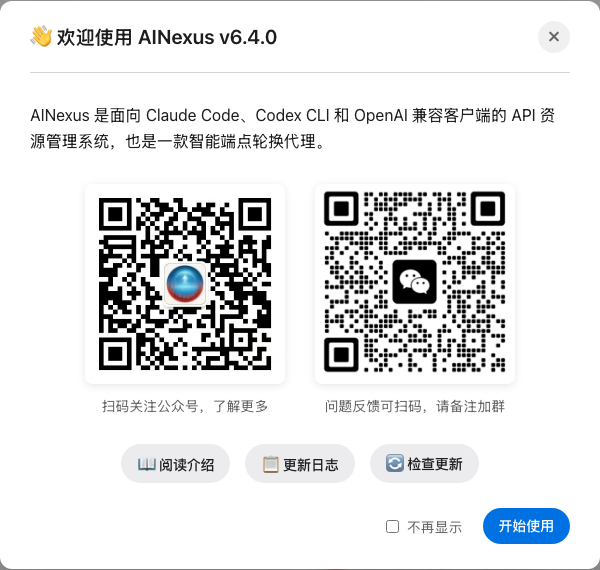 👋 欢迎使用 AINexus v6.4.0
AINexus 是面向 Claude Code、Codex CLI 和 OpenAI 兼容客户端的 API 资
源管理系统，也是一款智能端点轮换代理。
扫码关注公众号，了解更多
问题反馈可扫码，请备注加群
📖 阅读介绍
📋 更新日志
🔄 检查更新
不再显示
开始使用